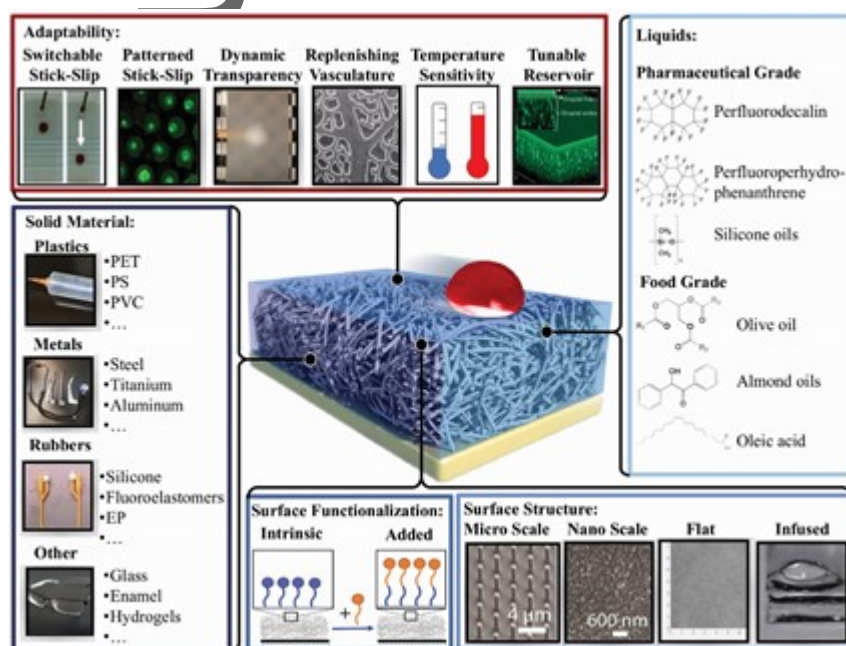 Adaptability:
Switchable Stick-Slip
Patterned Stick-Slip
Dynamic Transparency
Replenishing Vasculature
Temperature Sensitivity
Tunable Reservoir
Liquids:
Pharmaceutical Grade
Perfluorodecalin
Perfluoroperhydro-
phenanthrene
Silicone oils
Food Grade
Olive oil
Almond oils
Oleic acid
Solid Material:
Plastics
•PET
•PS
•PVC
•...
Metals
•Steel
•Titanium
•Aluminum
•...
Rubbers
•Silicone
•Fluoroelastomers
•EP
•...
Other
•Glass
•Enamel
•Hydrogels
•...
Surface Functionalization:
Intrinsic
Added
+
Surface Structure:
Micro Scale
Nano Scale
Flat
Infused
4 μm
600 nm